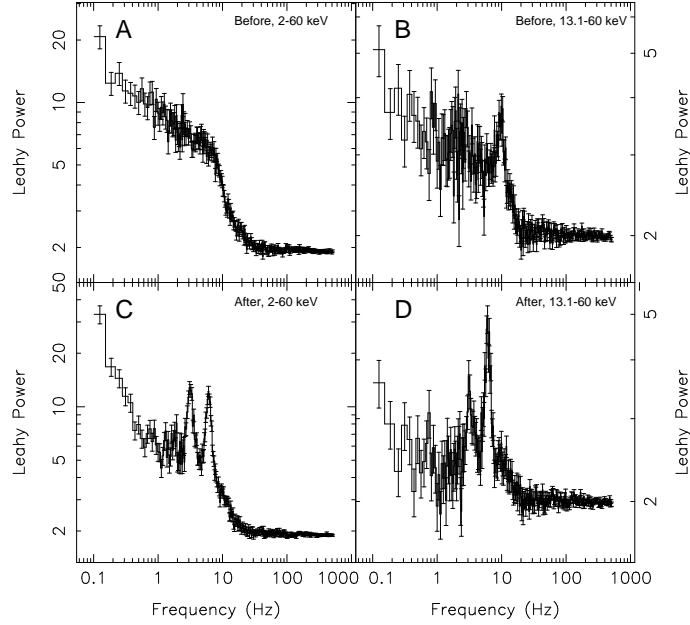 A
Before, 2-60 keV
B
Before, 13.1-60 keV
20
10
5
2
Leahy Power
5
2
Leahy Power
C
After, 2-60 keV
D
After, 13.1-60 keV
50
20
10
5
2
Leahy Power
5
2
Leahy Power
0.1 1 10 100 1000
0.1 1 10 100 1000
Frequency (Hz)
Frequency (Hz)